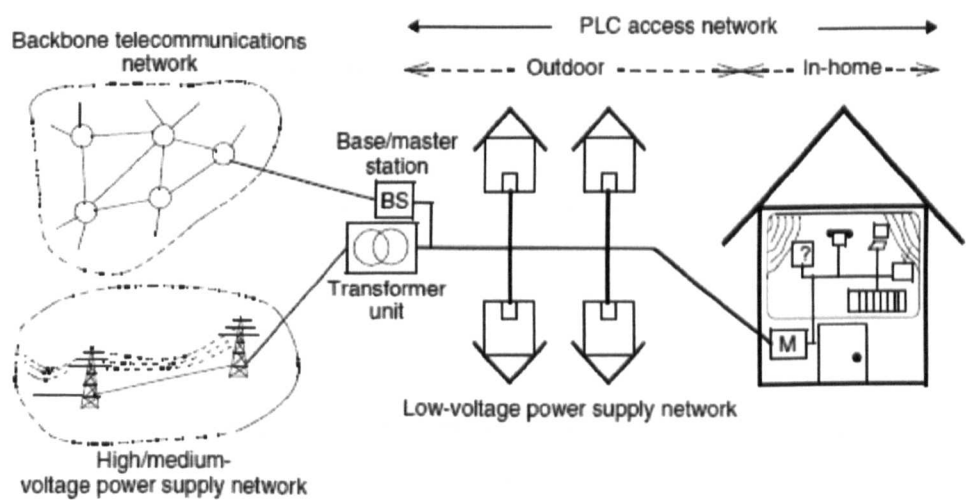 Backbone telecommunications
network
PLC access network
Outdoor
In-home
Base/master
station
BS
Transformer
unit
?
M
Low-voltage power supply network
High/medium-
voltage power supply network